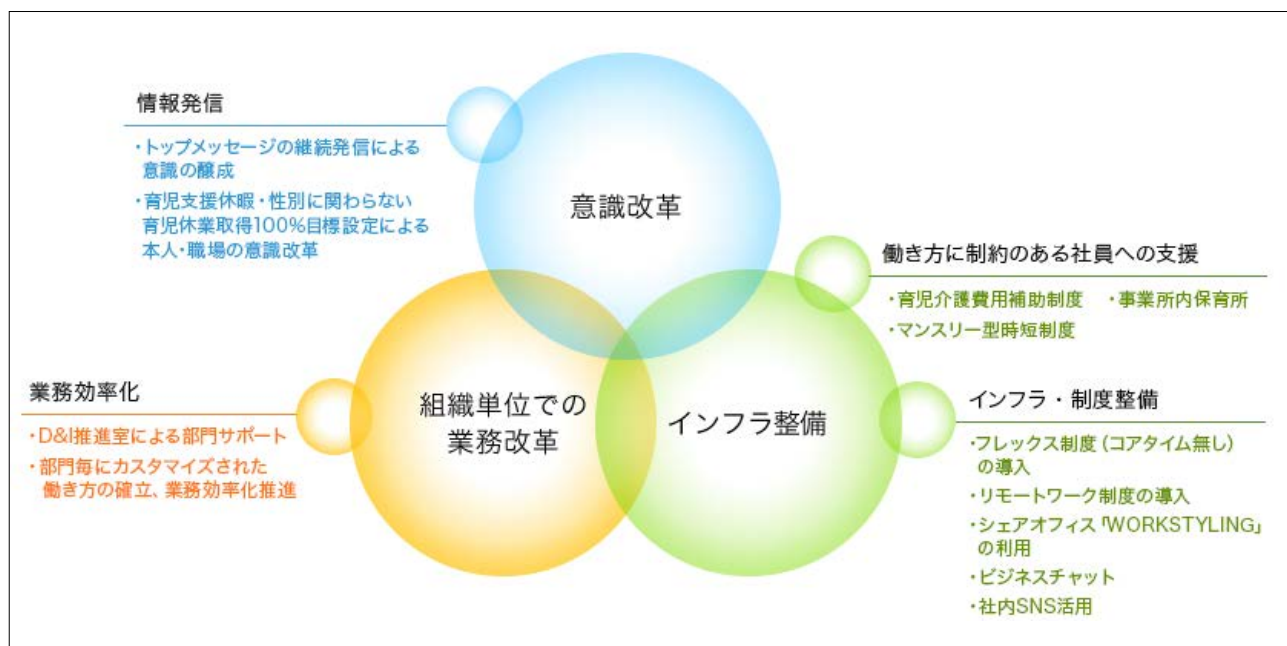 情報発信
・トップメッセージの継続発信による
意識の醸成
・育児支援休暇・性別に関わらない
育児休業取得100%目標設定による
本人・職場の意識改革
意識改革
働き方に制約のある社員への支援
・育児介護費用補助制度　・事業所内保育所
・マンスリー型時短制度
業務効率化
・D&I推進室による部門サポート
・部門毎にカスタマイズされた
働き方の確立、業務効率化推進
組織単位での
業務改革
インフラ整備
インフラ・制度整備
・フレックス制度（コアタイム無し）
の導入
・リモートワーク制度の導入
・シェアオフィス「WORKSTYLING」
の利用
・ビジネスチャット
・社内SNS活用